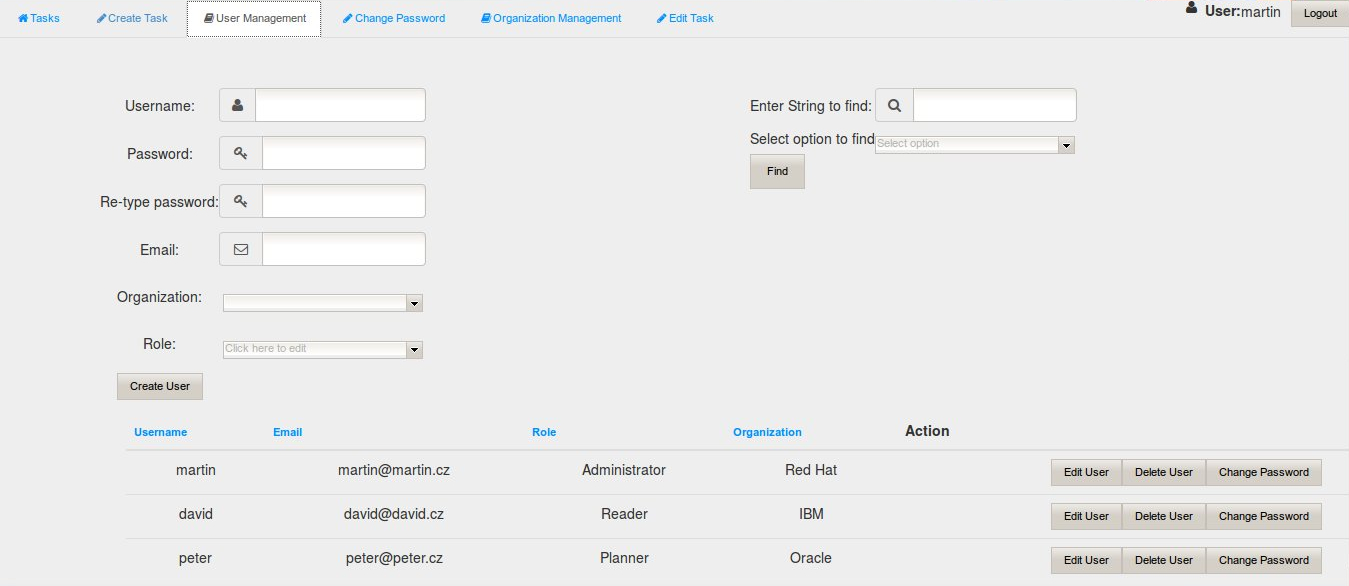 Tasks Create Task User Management Change Password Organization Management Edit Task User:martin Logout
Username:
Enter String to find:
Password:
Select option to find Select option
Find
Re-type password:
Email:
Organization:
Role: Click here to edit
Create User
Username Email Role Organization Action
martin martin@martin.cz Administrator Red Hat Edit User Delete User Change Password
david david@david.cz Reader IBM Edit User Delete User Change Password
peter peter@peter.cz Planner Oracle Edit User Delete User Change Password